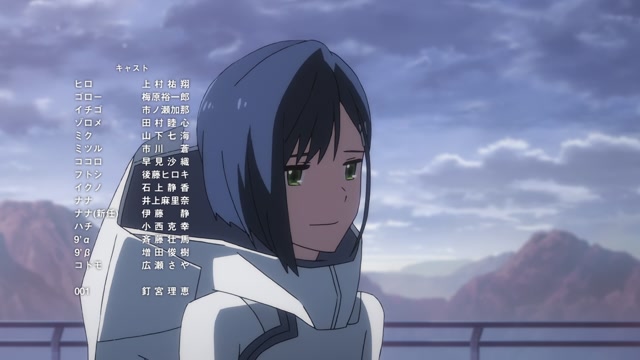 キャスト
ヒロ 上村祐翔
ゴロー 梅原裕一郎
イチゴ 市ノ瀬加那
ゾロメ 田村睦心
ミク 山下七海
ミツル 市川蒼
ココロ 早見沙織
フトシ 後藤ヒロキ
イクノ 石上静香
ナナ 井上麻里奈
ナナ(新任) 伊藤静
ハチ 小西克幸
9'α 斉藤壮馬
9'β 増田俊樹
コトモ 広瀬さや
001 釘宮理恵